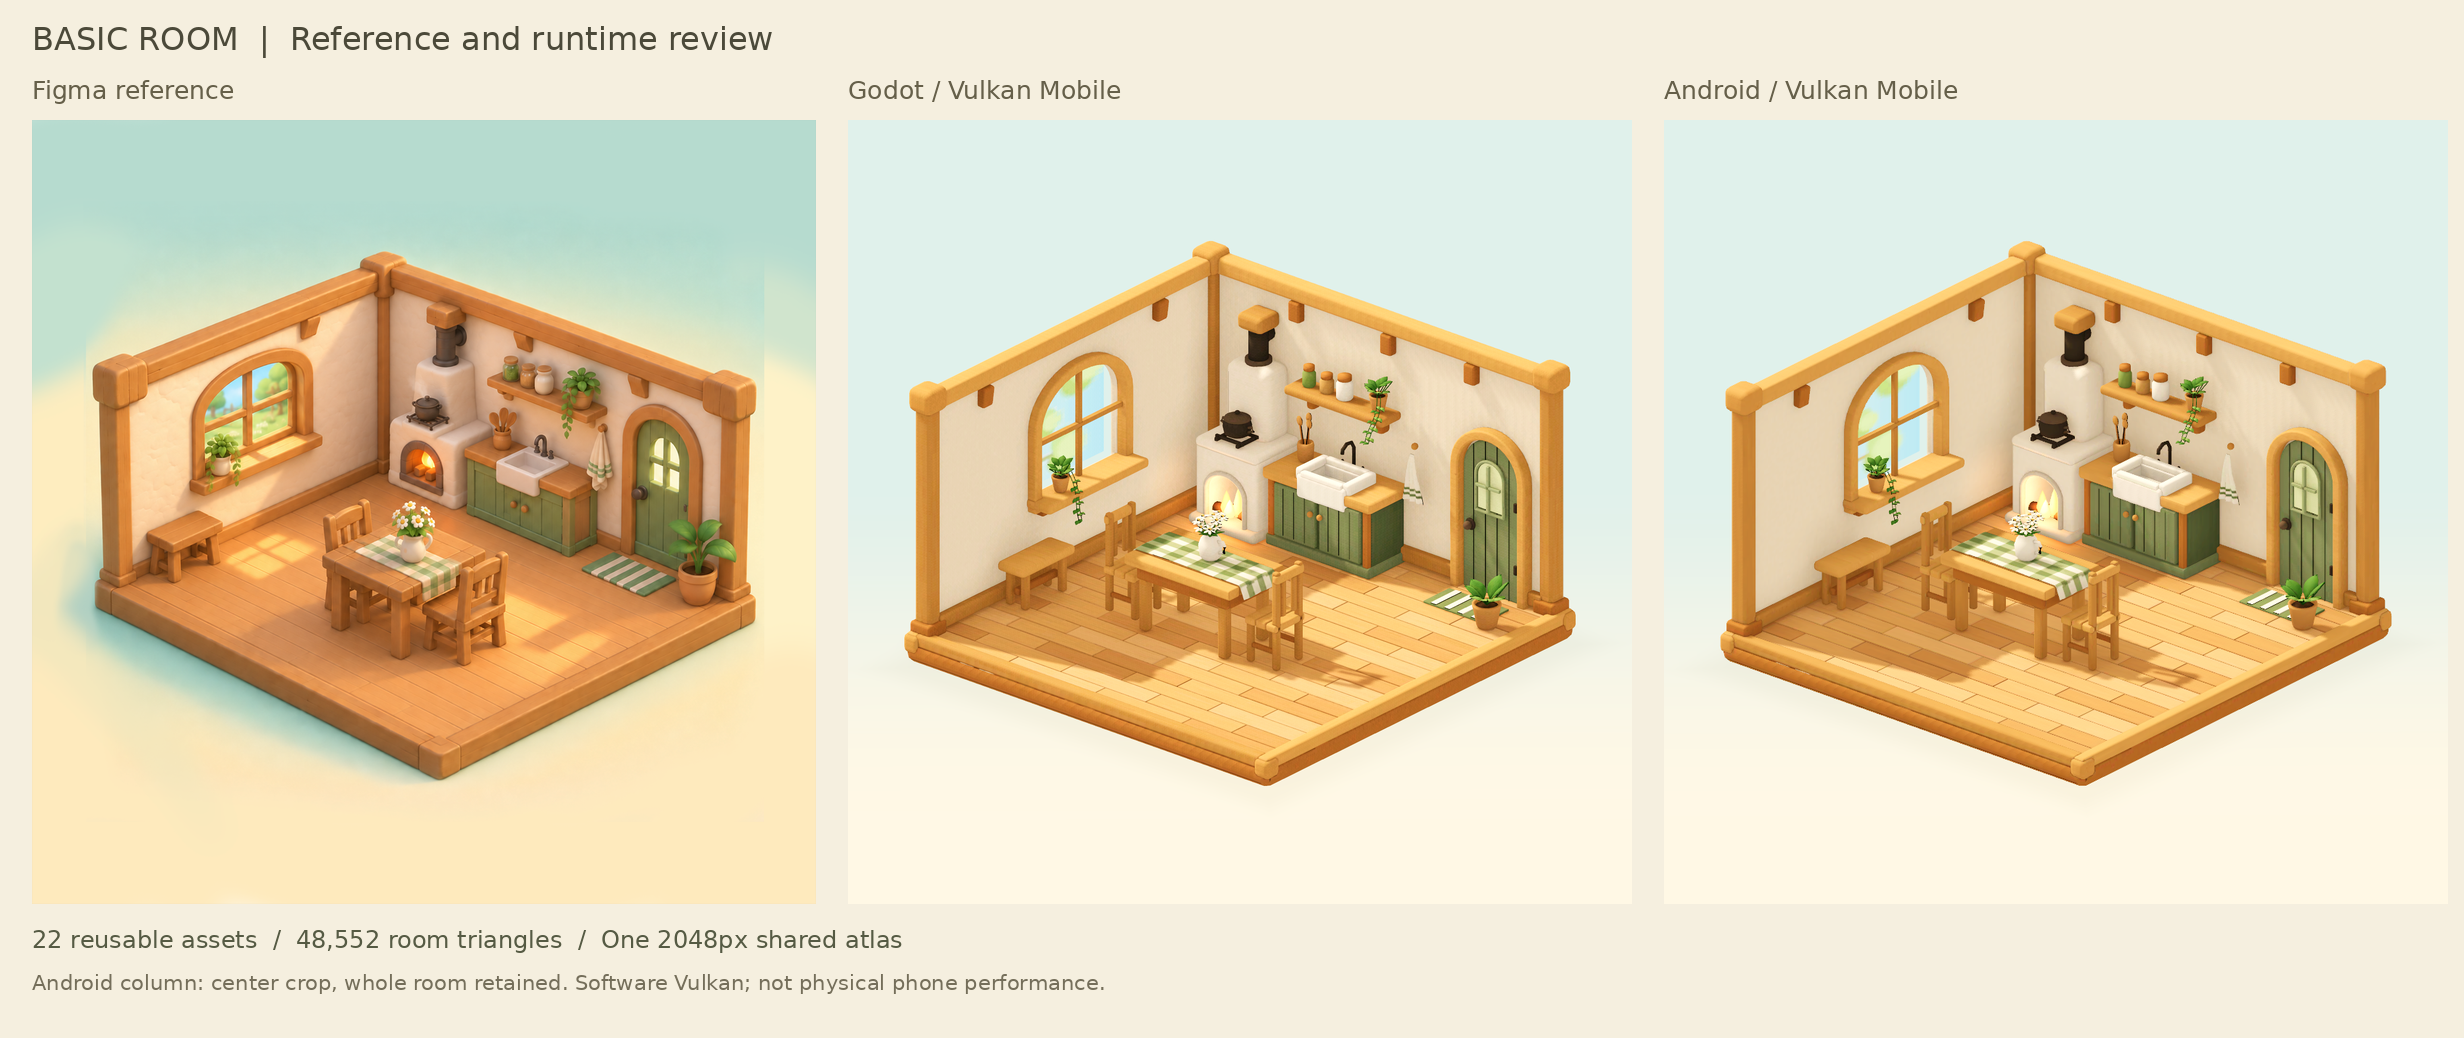 BASIC ROOM | Reference and runtime review
Figma reference
Godot / Vulkan Mobile
Android / Vulkan Mobile
22 reusable assets / 48,552 room triangles / One 2048px shared atlas
Android column: center crop, whole room retained. Software Vulkan; not physical phone performance.